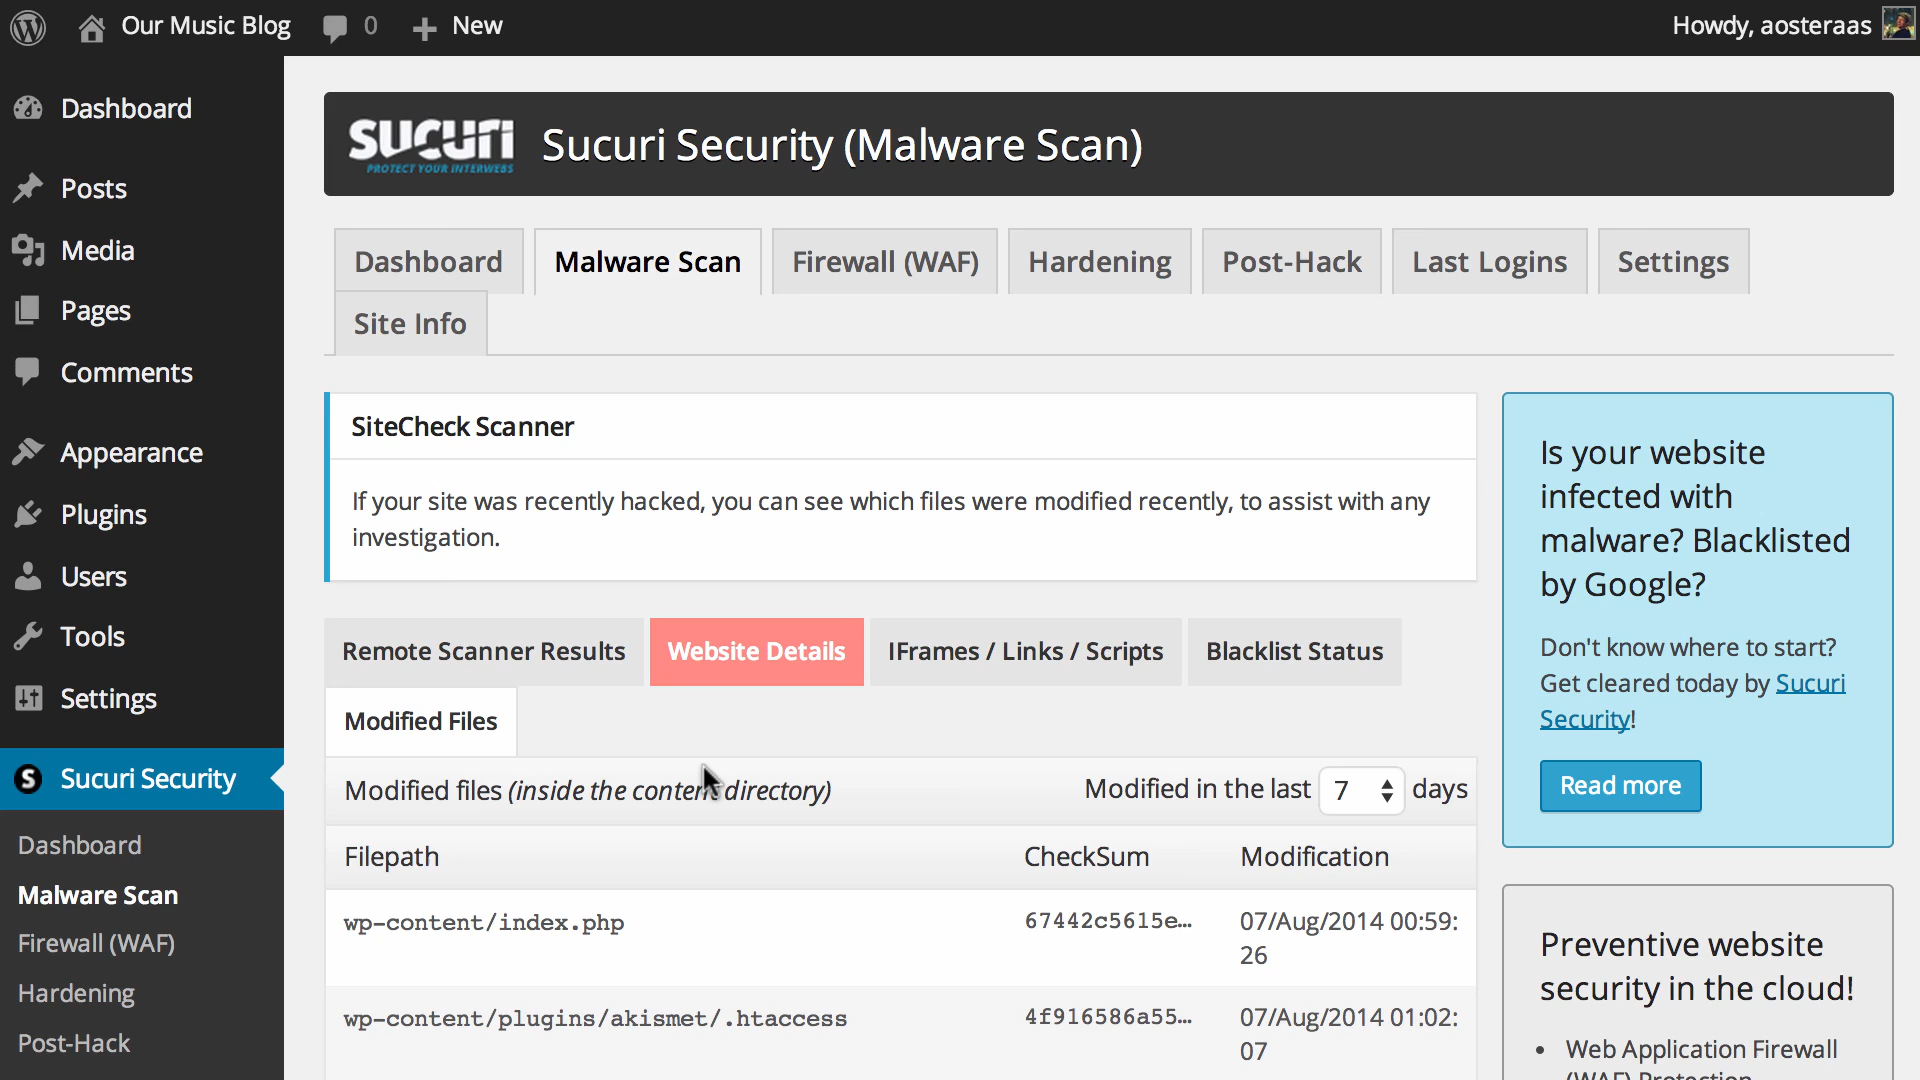 Our Music Blog 0 New Howdy, aosteraas
Dashboard
Posts
Media
Pages
Comments
Appearance
Plugins
Users
Tools
Settings
Sucuri Security
Dashboard
Malware Scan
Firewall (WAF)
Hardening
Post-Hack
SUCURI
PROTECT YOUR INTERWEBS
Sucuri Security (Malware Scan)
Dashboard Malware Scan Firewall (WAF) Hardening Post-Hack Last Logins Settings
Site Info
SiteCheck Scanner
If your site was recently hacked, you can see which files were modified recently, to assist with any
investigation.
Remote Scanner Results Website Details IFrames / Links / Scripts Blacklist Status
Modified Files
Modified files (inside the content directory) Modified in the last 7 days
Filepath CheckSum Modification
wp-content/index.php 67442c5615e... 07/Aug/2014 00:59:
26
wp-content/plugins/akismet/.htaccess 4f916586a55... 07/Aug/2014 01:02:
07
Is your website
infected with
malware? Blacklisted
by Google?
Don't know where to start?
Get cleared today by Sucuri
Security!
Read more
Preventive website
security in the cloud!
• Web Application Firewall
(WAF) Protection